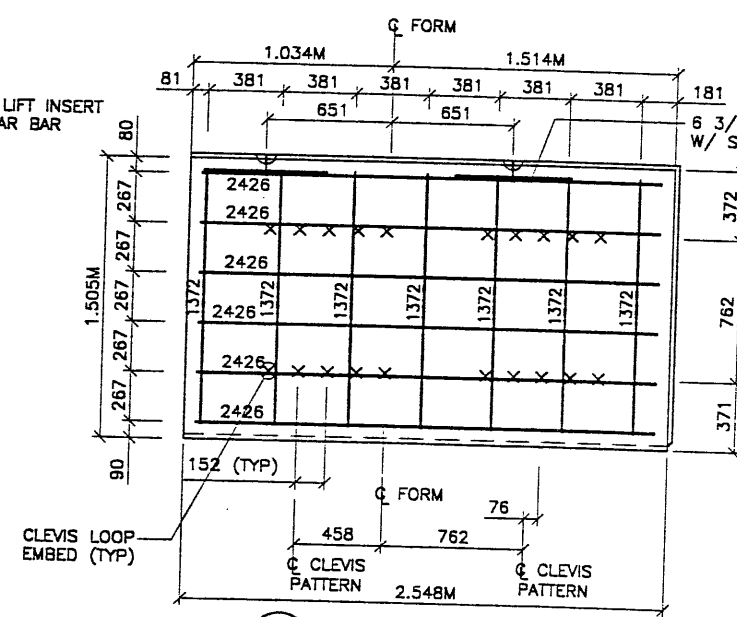 ℄ FORM
1.034M
1.514M
81
381
381
381
381
381
381
181
LIFT INSERT
AR BAR
651
651
6 3/
W/ S
80
267
267
267
267
267
90
1.505M
2426
2426
2426
2426
2426
2426
1372
1372
1372
1372
1372
1372
1372
372
762
371
152 (TYP)
℄ FORM
76
CLEVIS LOOP
EMBED (TYP)
458
762
℄ CLEVIS
PATTERN
℄ CLEVIS
PATTERN
2.548M